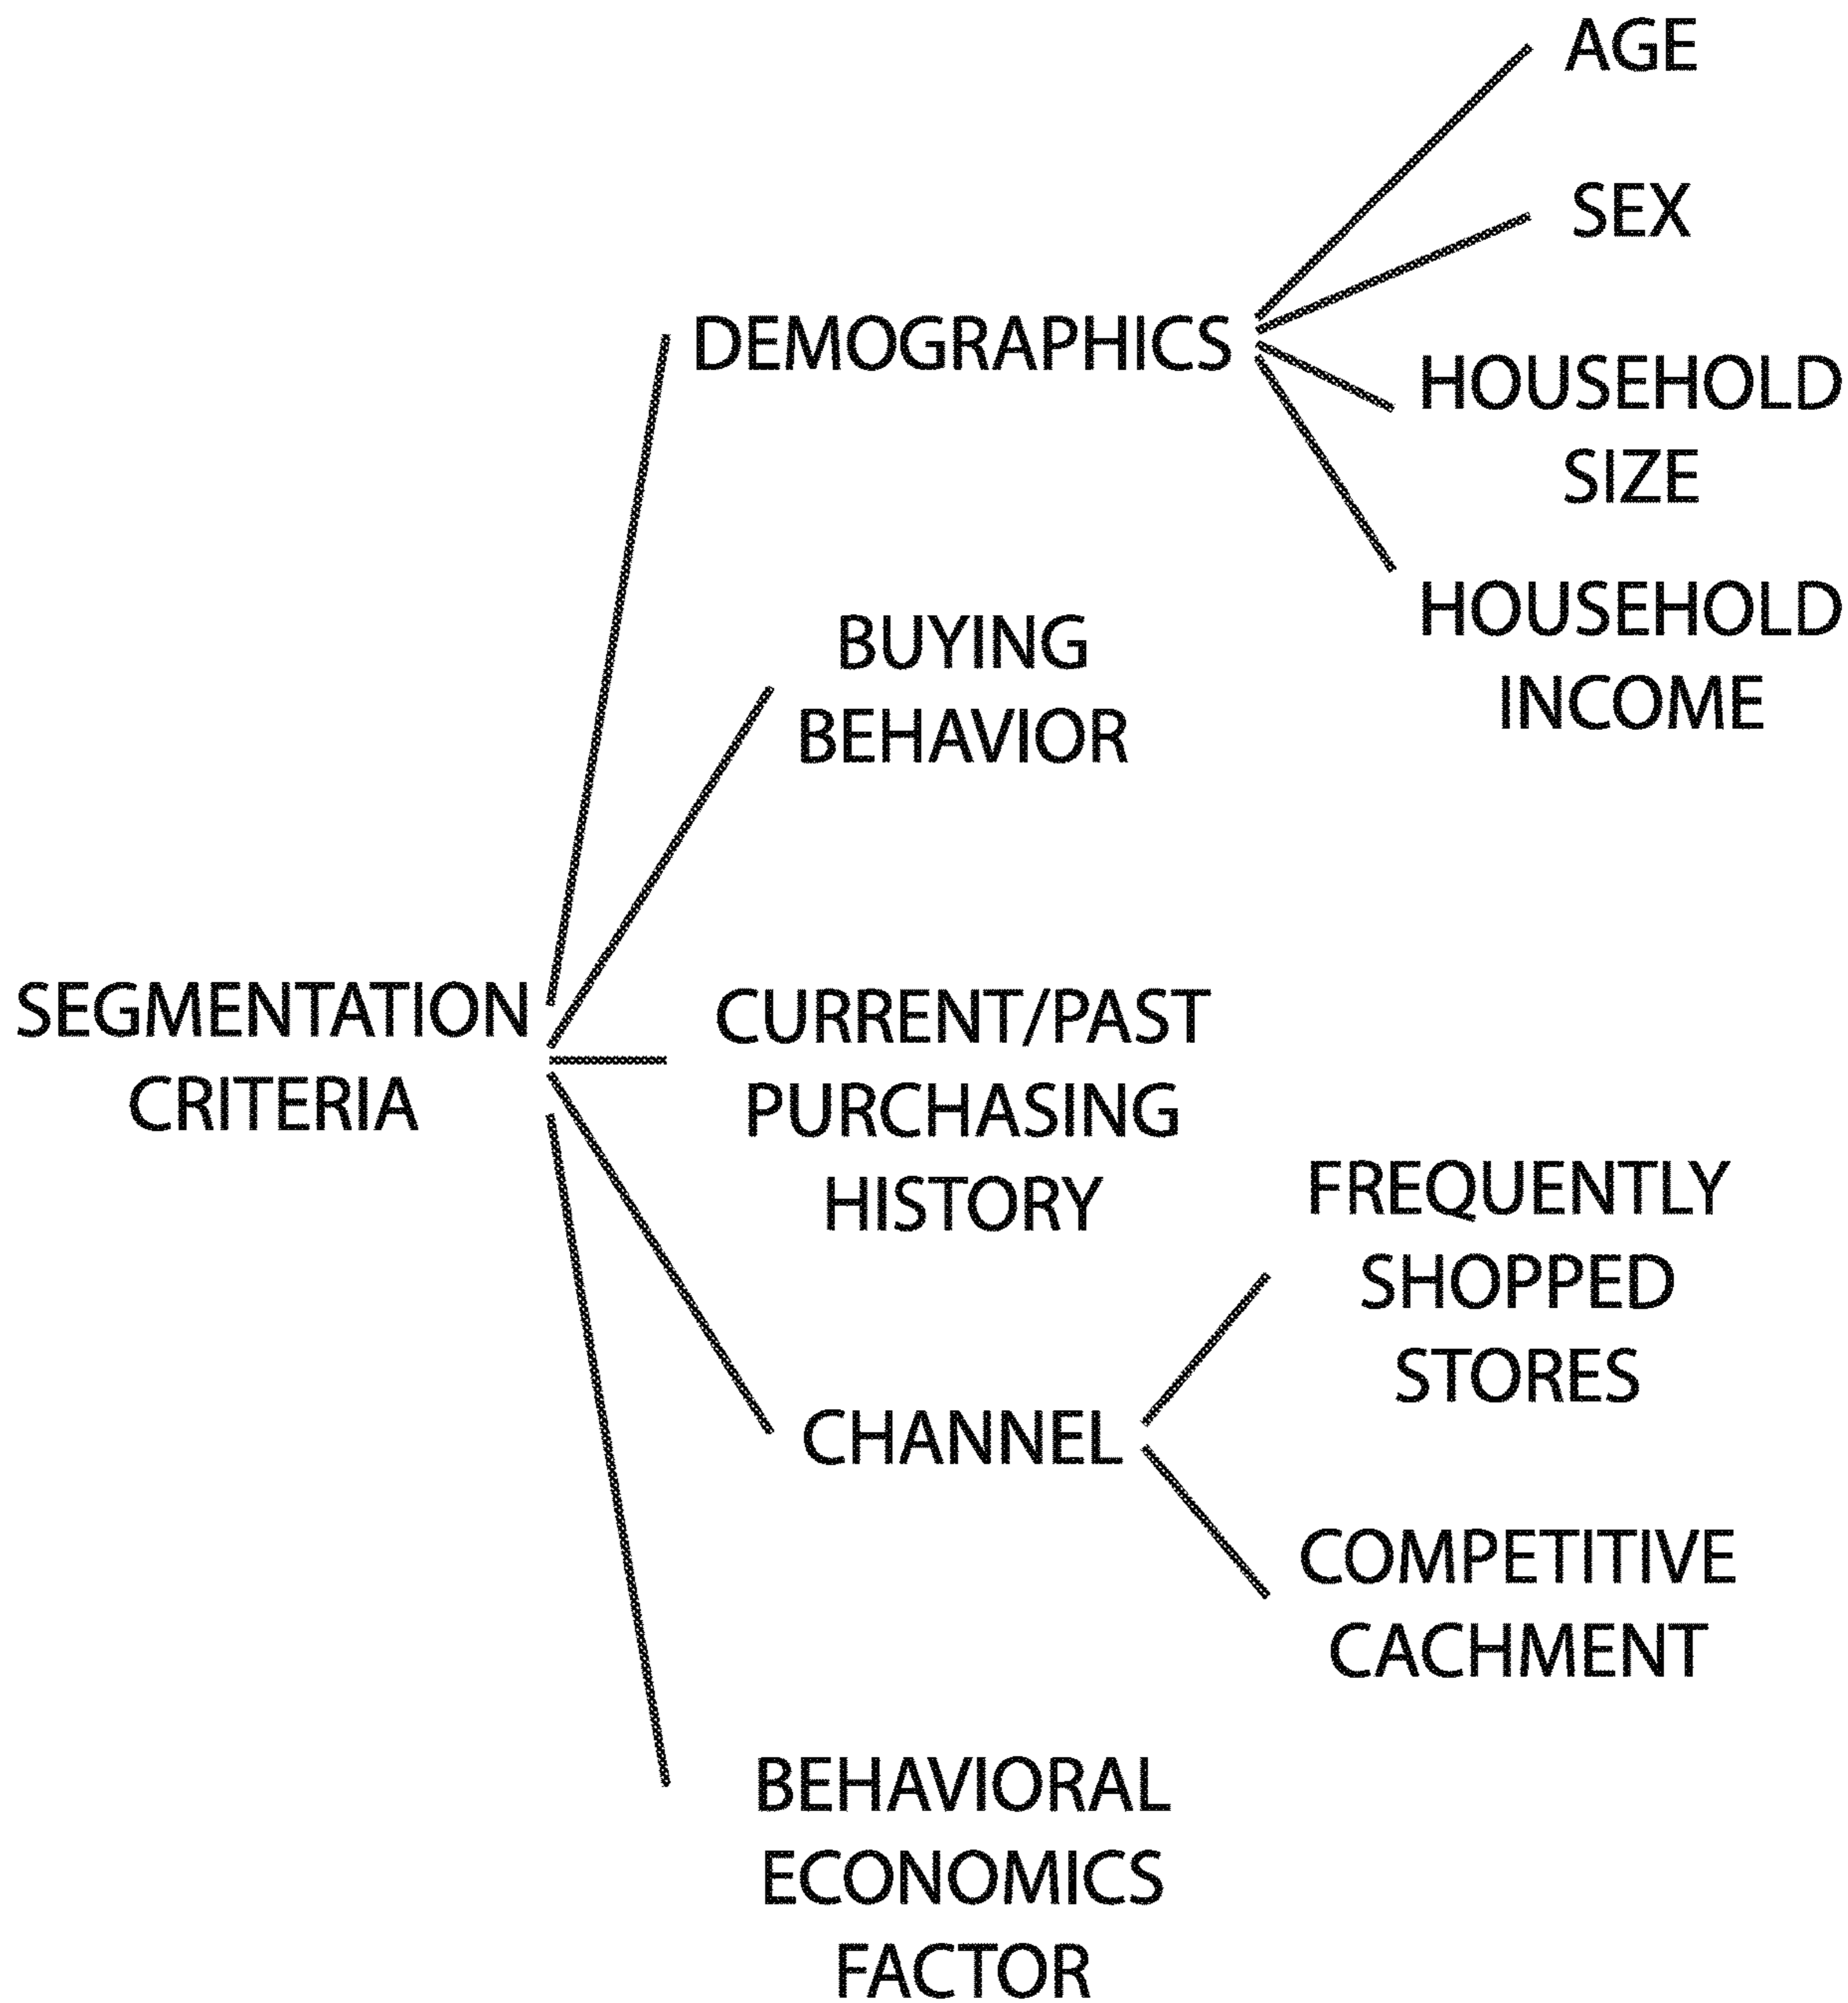 AGE
SEX
DEMOGRAPHICS
HOUSEHOLD
SIZE
HOUSEHOLD
INCOME
BUYING
BEHAVIOR
SEGMENTATION
CRITERIA
CURRENT/PAST
PURCHASING
HISTORY
FREQUENTLY
SHOPPED
STORES
CHANNEL
COMPETITIVE
CACHMENT
BEHAVIORAL
ECONOMICS
FACTOR